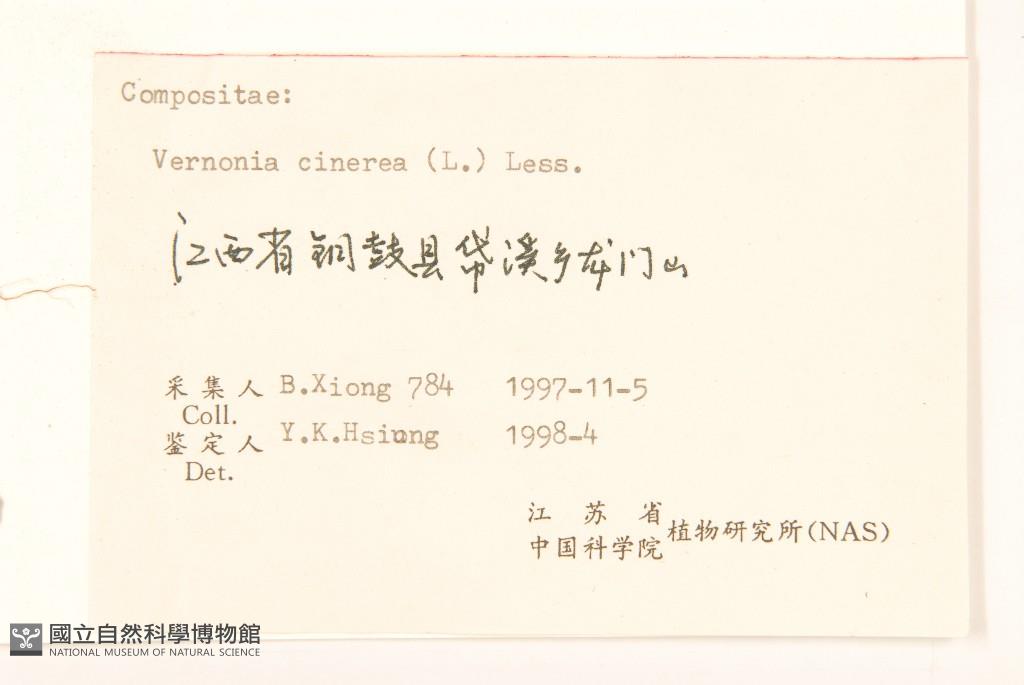 Compositae:
Vernonia cinerea (L.) Less.
江西省铜鼓县帶溪乡龙门山
采集人 B.Xiong 784 1997-11-5
Coll.
鉴定人 Y.K.Hsiung 1998-4
Det.
江苏省
中国科学院 植物研究所(NAS)
國立自然科學博物館
NATIONAL MUSEUM OF NATURAL SCIENCE